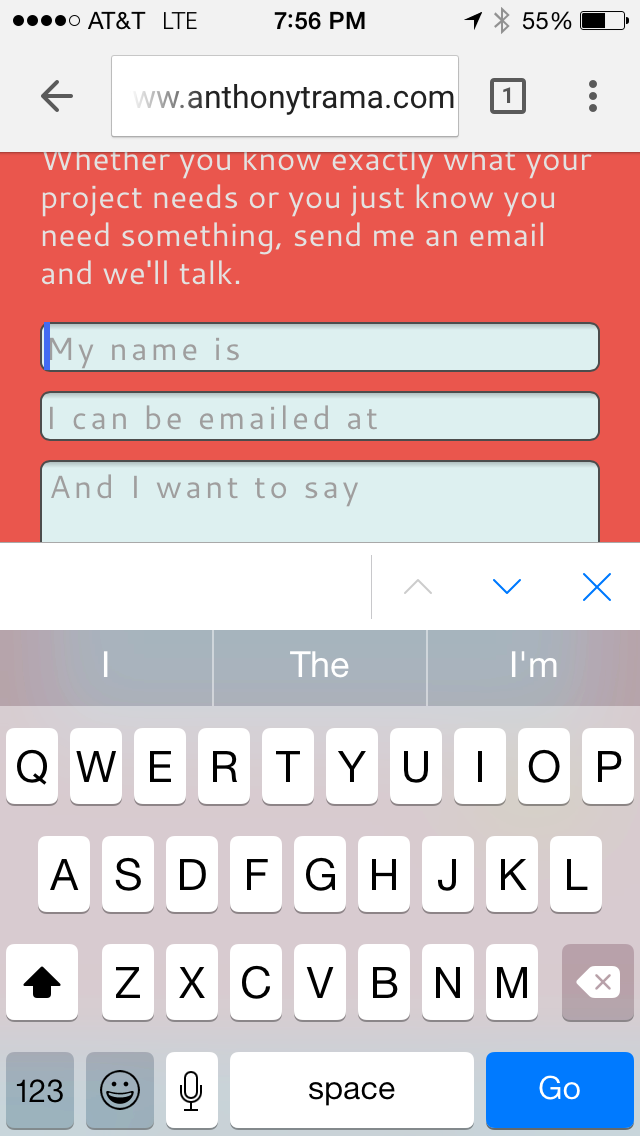 AT&T LTE 7:56 PM 55%
ww.anthonytrama.com 1
Whether you know exactly what your
project needs or you just know you
need something, send me an email
and we'll talk.
My name is
I can be emailed at
And I want to say
I The I'm
Q W E R T Y U I O P
A S D F G H J K L
Z X C V B N M
123 space Go